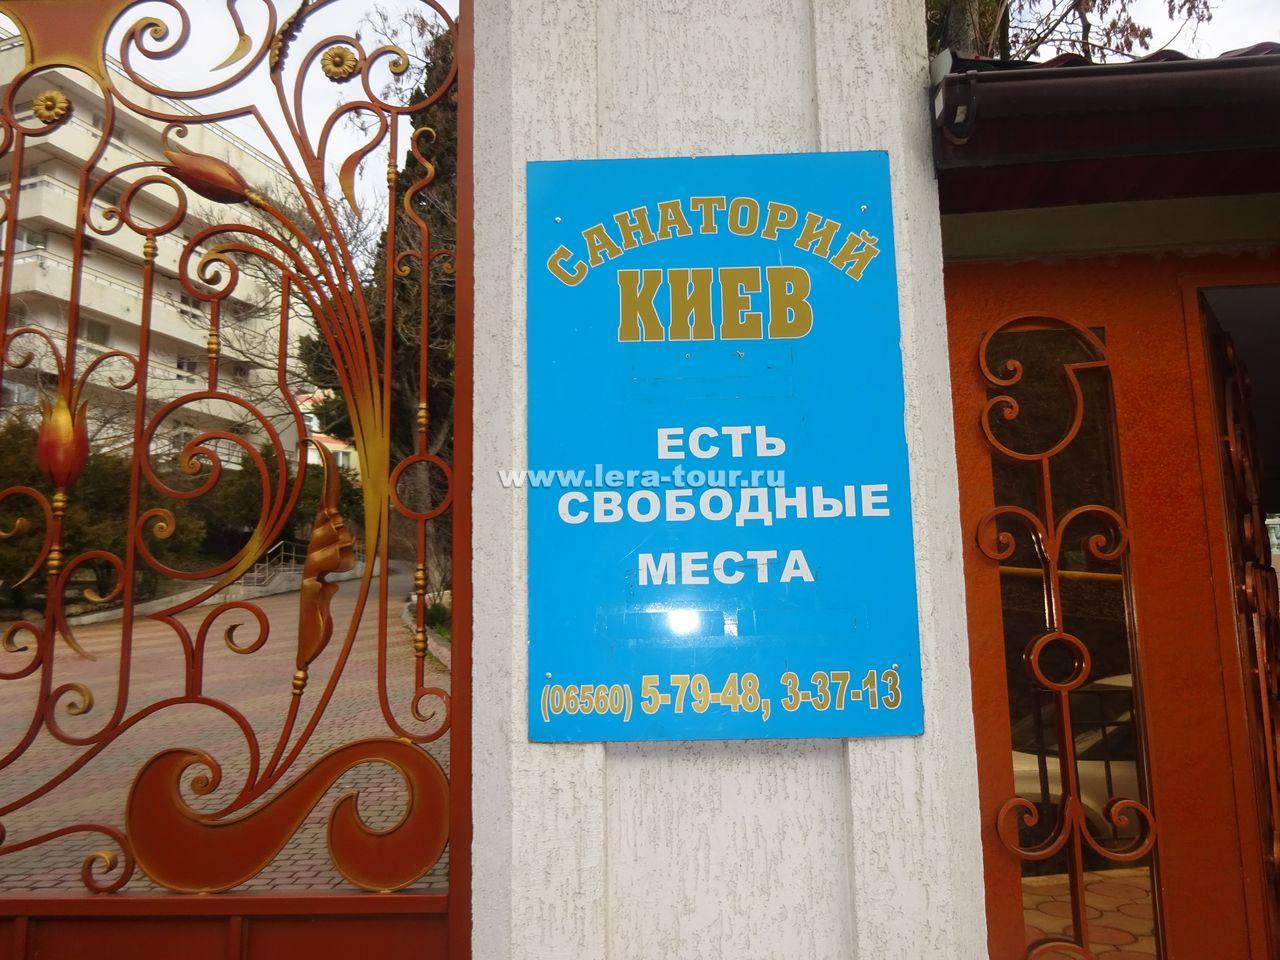 САНАТОРИЙ
КИЕВ
ЕСТЬ
www.lera-tour.ru
СВОБОДНЫЕ
МЕСТА
(06560) 5-79-48, 3-37-13